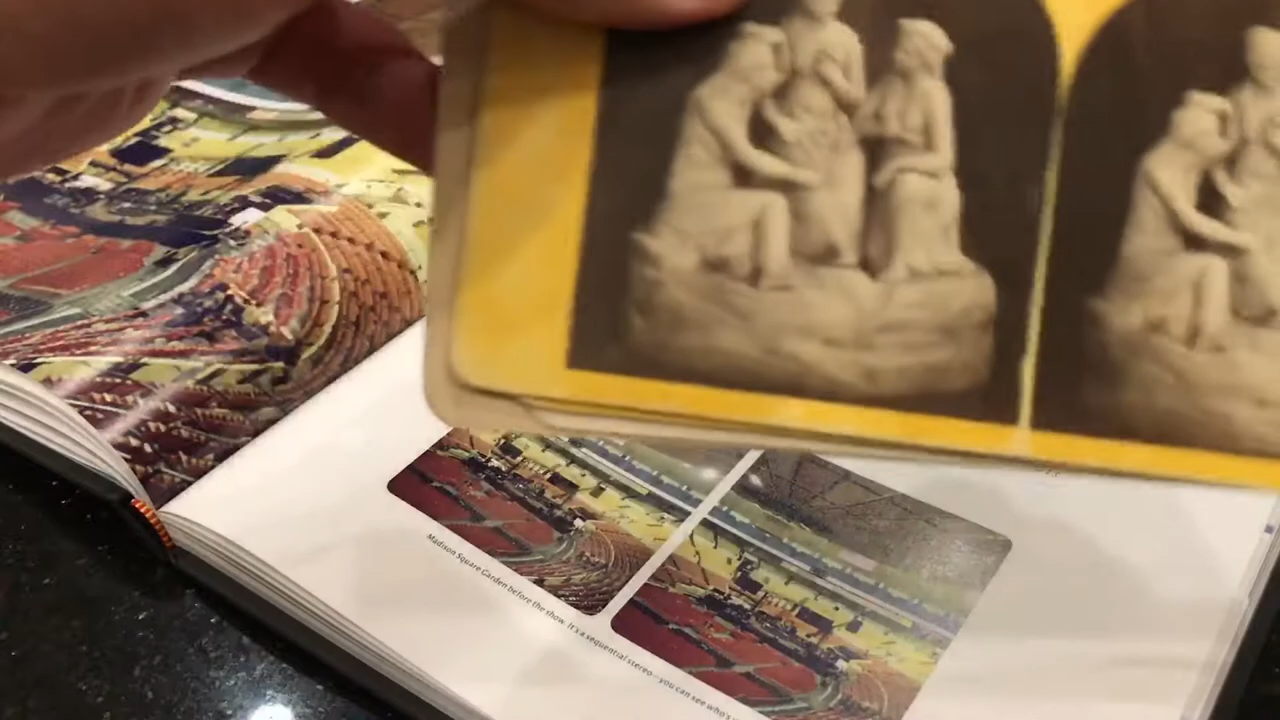 Madison Square Garden before the show. It's a sequential stereo – you can see who's